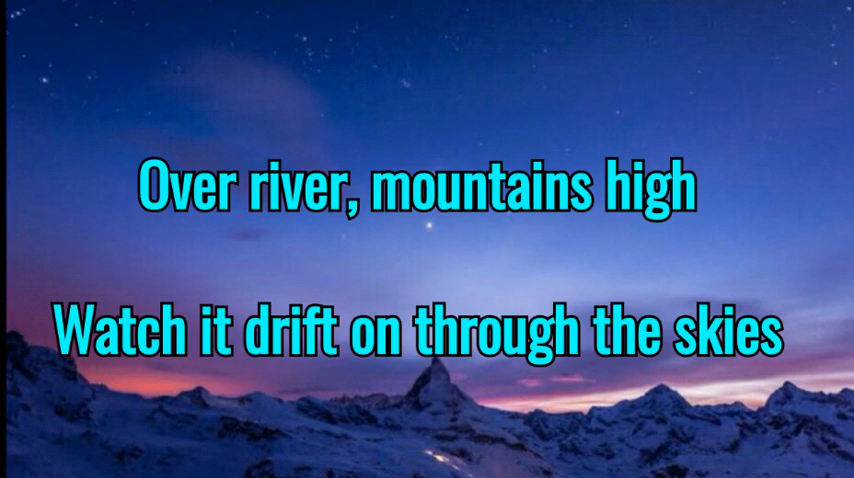 Over river, mountains high
Watch it drift on through the skies